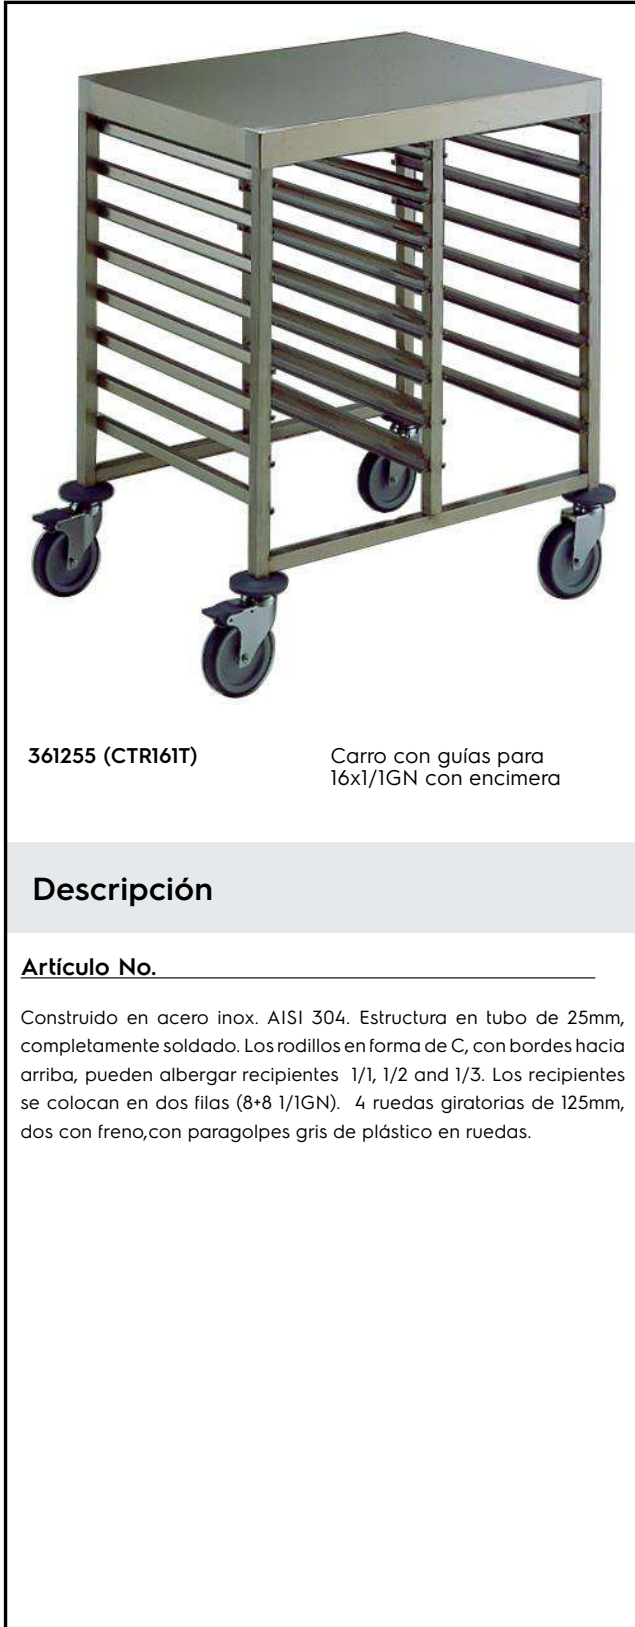 361255 (CTR161T)
Carro con guías para
16x1/1GN con encimera
Descripción
Artículo No.
Construido en acero inox. AISI 304. Estructura en tubo de 25mm,
completamente soldado. Los rodillos en forma de C, con bordes hacia
arriba, pueden albergar recipientes 1/1, 1/2 and 1/3. Los recipientes
se colocan en dos filas (8+8 1/1GN). 4 ruedas giratorias de 125mm,
dos con freno,con paragolpes gris de plástico en ruedas.